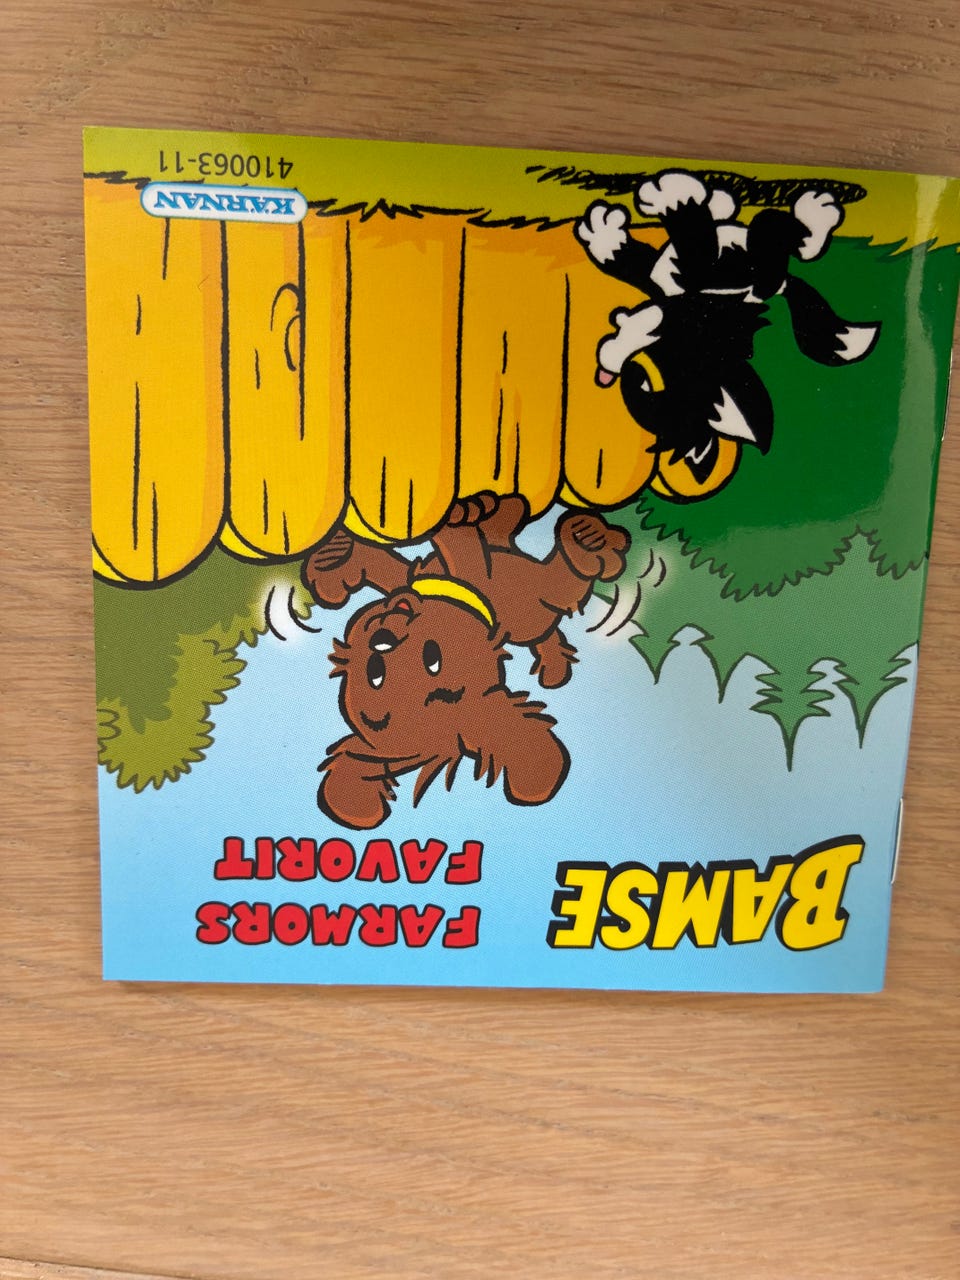 BAMSE
FARMORS
FAVORIT
KÄRNAN
410063-11